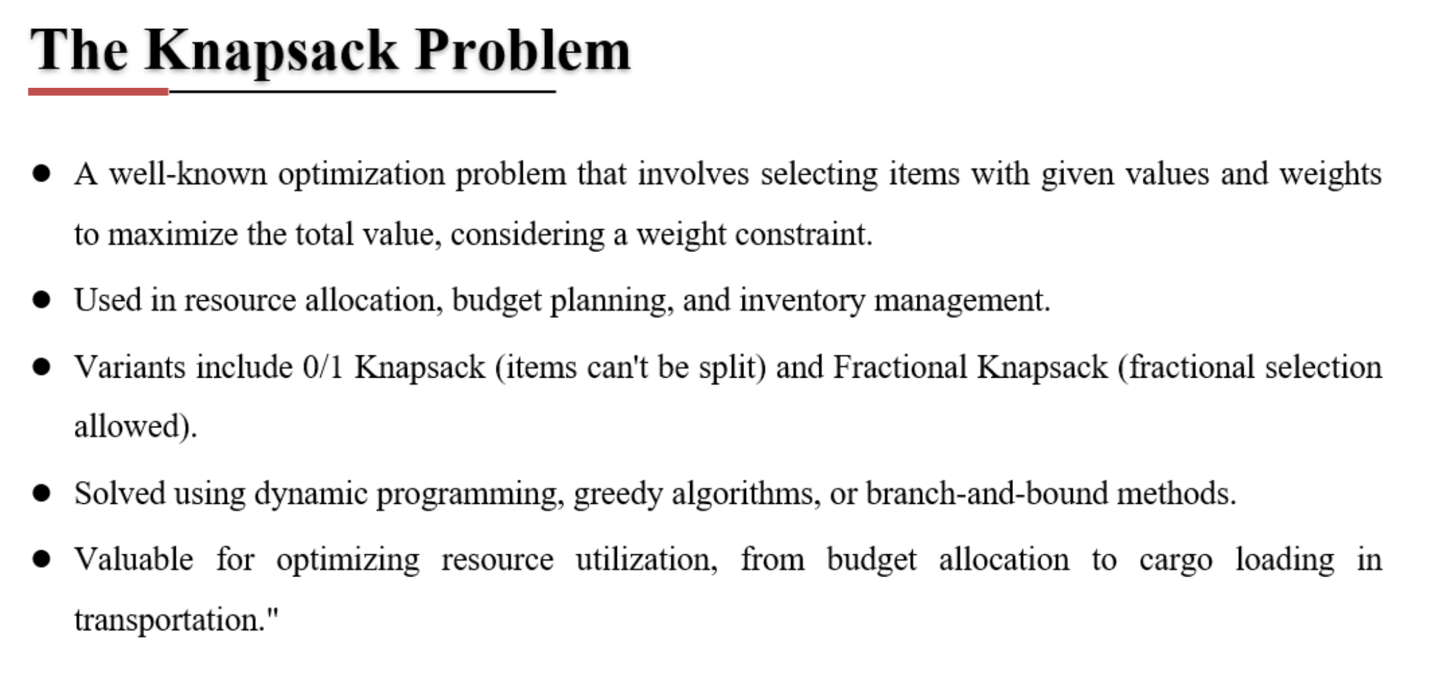 The Knapsack Problem
● A well-known optimization problem that involves selecting items with given values and weights
to maximize the total value, considering a weight constraint.
● Used in resource allocation, budget planning, and inventory management.
● Variants include 0/1 Knapsack (items can't be split) and Fractional Knapsack (fractional selection
allowed).
● Solved using dynamic programming, greedy algorithms, or branch-and-bound methods.
● Valuable for optimizing resource utilization, from budget allocation to cargo loading in
transportation."